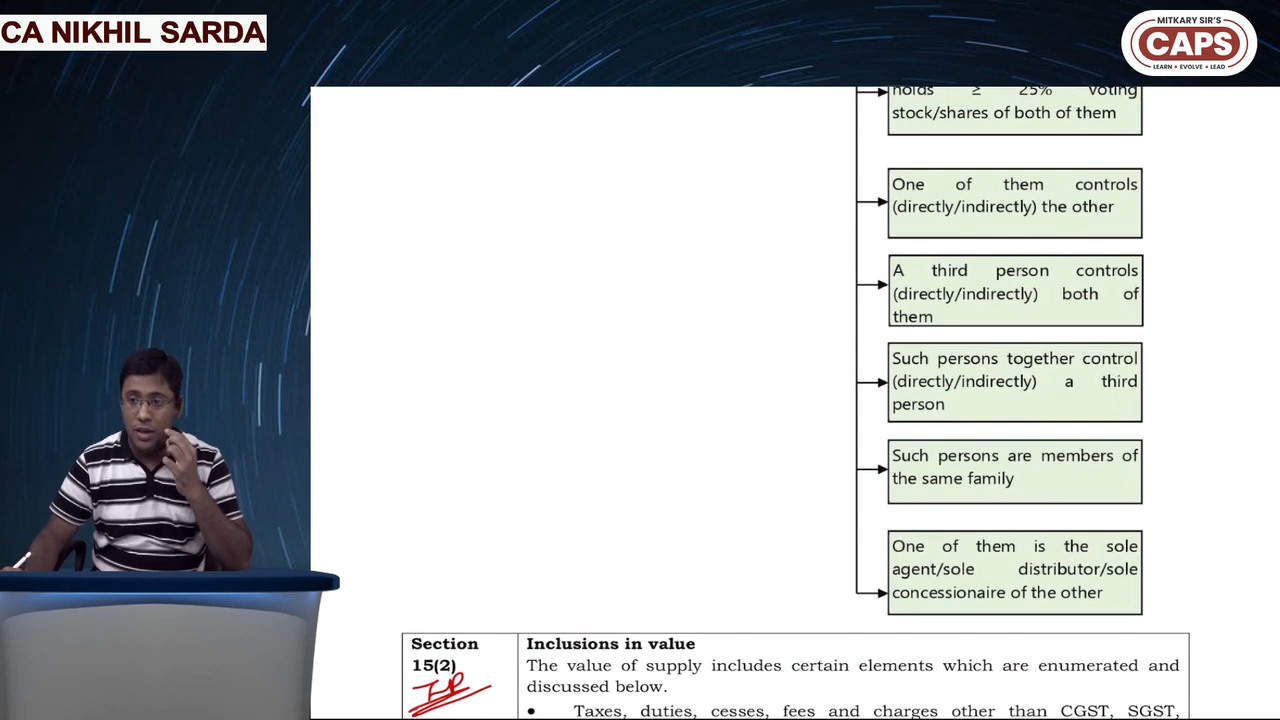 CA NIKHIL SARDA
MITKARY SIR'S
CAPS
LEARN • EVOLVE • LEAD
holds ≥ 25% voting
stock/shares of both of them
One of them controls
(directly/indirectly) the other
A third person controls
(directly/indirectly) both of
them
Such persons together control
(directly/indirectly) a third
person
Such persons are members of
the same family
One of them is the sole
agent/sole distributor/sole
concessionaire of the other
Section
15(2)
Inclusions in value
The value of supply includes certain elements which are enumerated and
discussed below.
• Taxes, duties, cesses, fees and charges other than CGST, SGST,